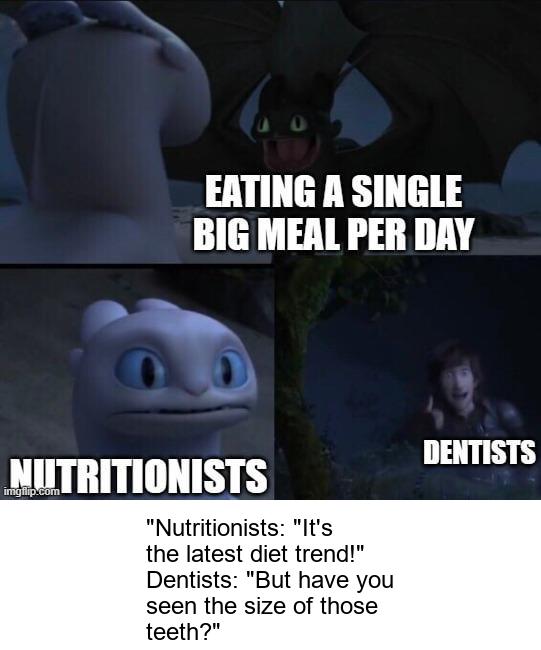 EATING A SINGLE
BIG MEAL PER DAY
NUTRITIONISTS
DENTISTS
imgflip.com
"Nutritionists: "It's
the latest diet trend!"
Dentists: "But have you
seen the size of those
teeth?"